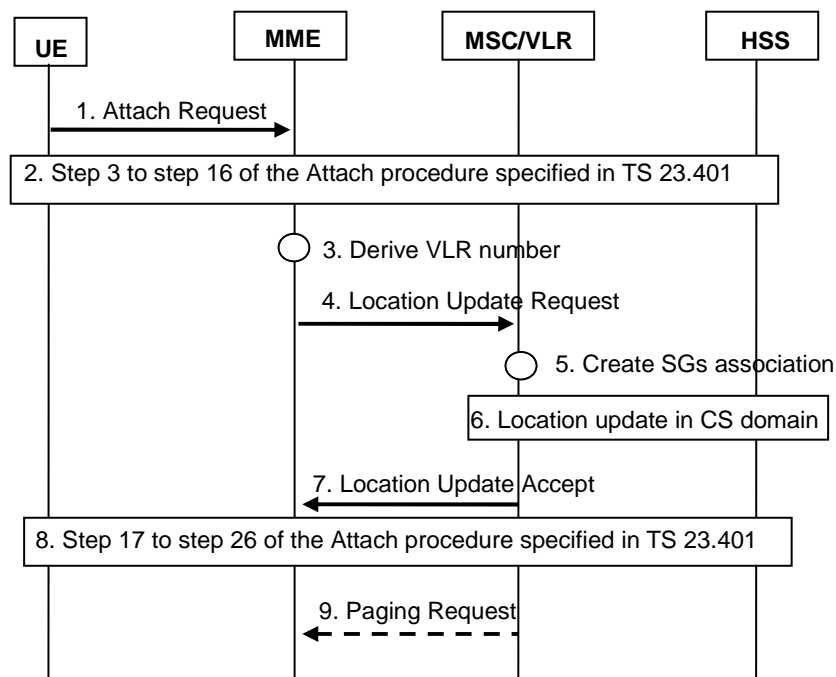 UE
MME
MSC/VLR
HSS
1. Attach Request
2. Step 3 to step 16 of the Attach procedure specified in TS 23.401
3. Derive VLR number
4. Location Update Request
5. Create SGs association
6. Location update in CS domain
7. Location Update Accept
8. Step 17 to step 26 of the Attach procedure specified in TS 23.401
9. Paging Request